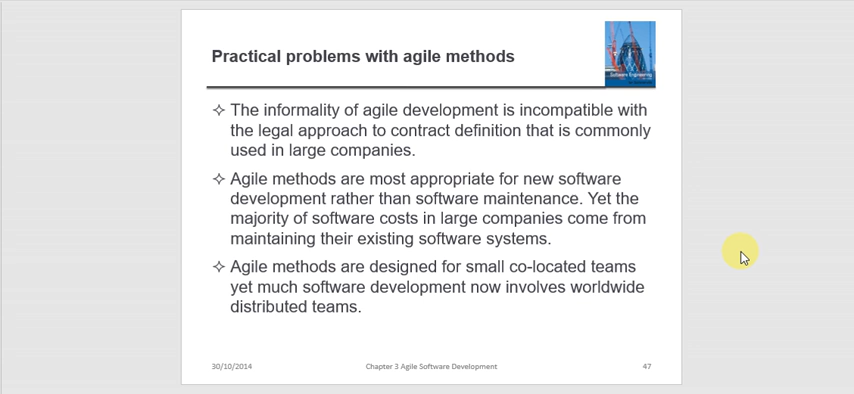 Practical problems with agile methods
Software Engineering
✧ The informality of agile development is incompatible with
the legal approach to contract definition that is commonly
used in large companies.
✧ Agile methods are most appropriate for new software
development rather than software maintenance. Yet the
majority of software costs in large companies come from
maintaining their existing software systems.
✧ Agile methods are designed for small co-located teams
yet much software development now involves worldwide
distributed teams.
30/10/2014 Chapter 3 Agile Software Development 47